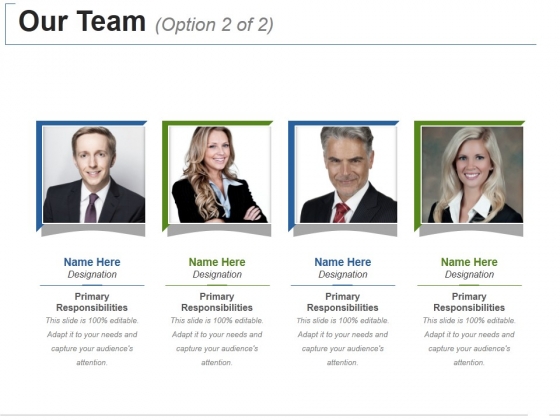 Our Team (Option 2 of 2)
Name Here
Designation
Primary
Responsibilities
This slide is 100% editable.
Adapt it to your needs and
capture your audience's
attention.
Name Here
Designation
Primary
Responsibilities
This slide is 100% editable.
Adapt it to your needs and
capture your audience's
attention.
Name Here
Designation
Primary
Responsibilities
This slide is 100% editable.
Adapt it to your needs and
capture your audience's
attention.
Name Here
Designation
Primary
Responsibilities
This slide is 100% editable.
Adapt it to your needs and
capture your audience's
attention.